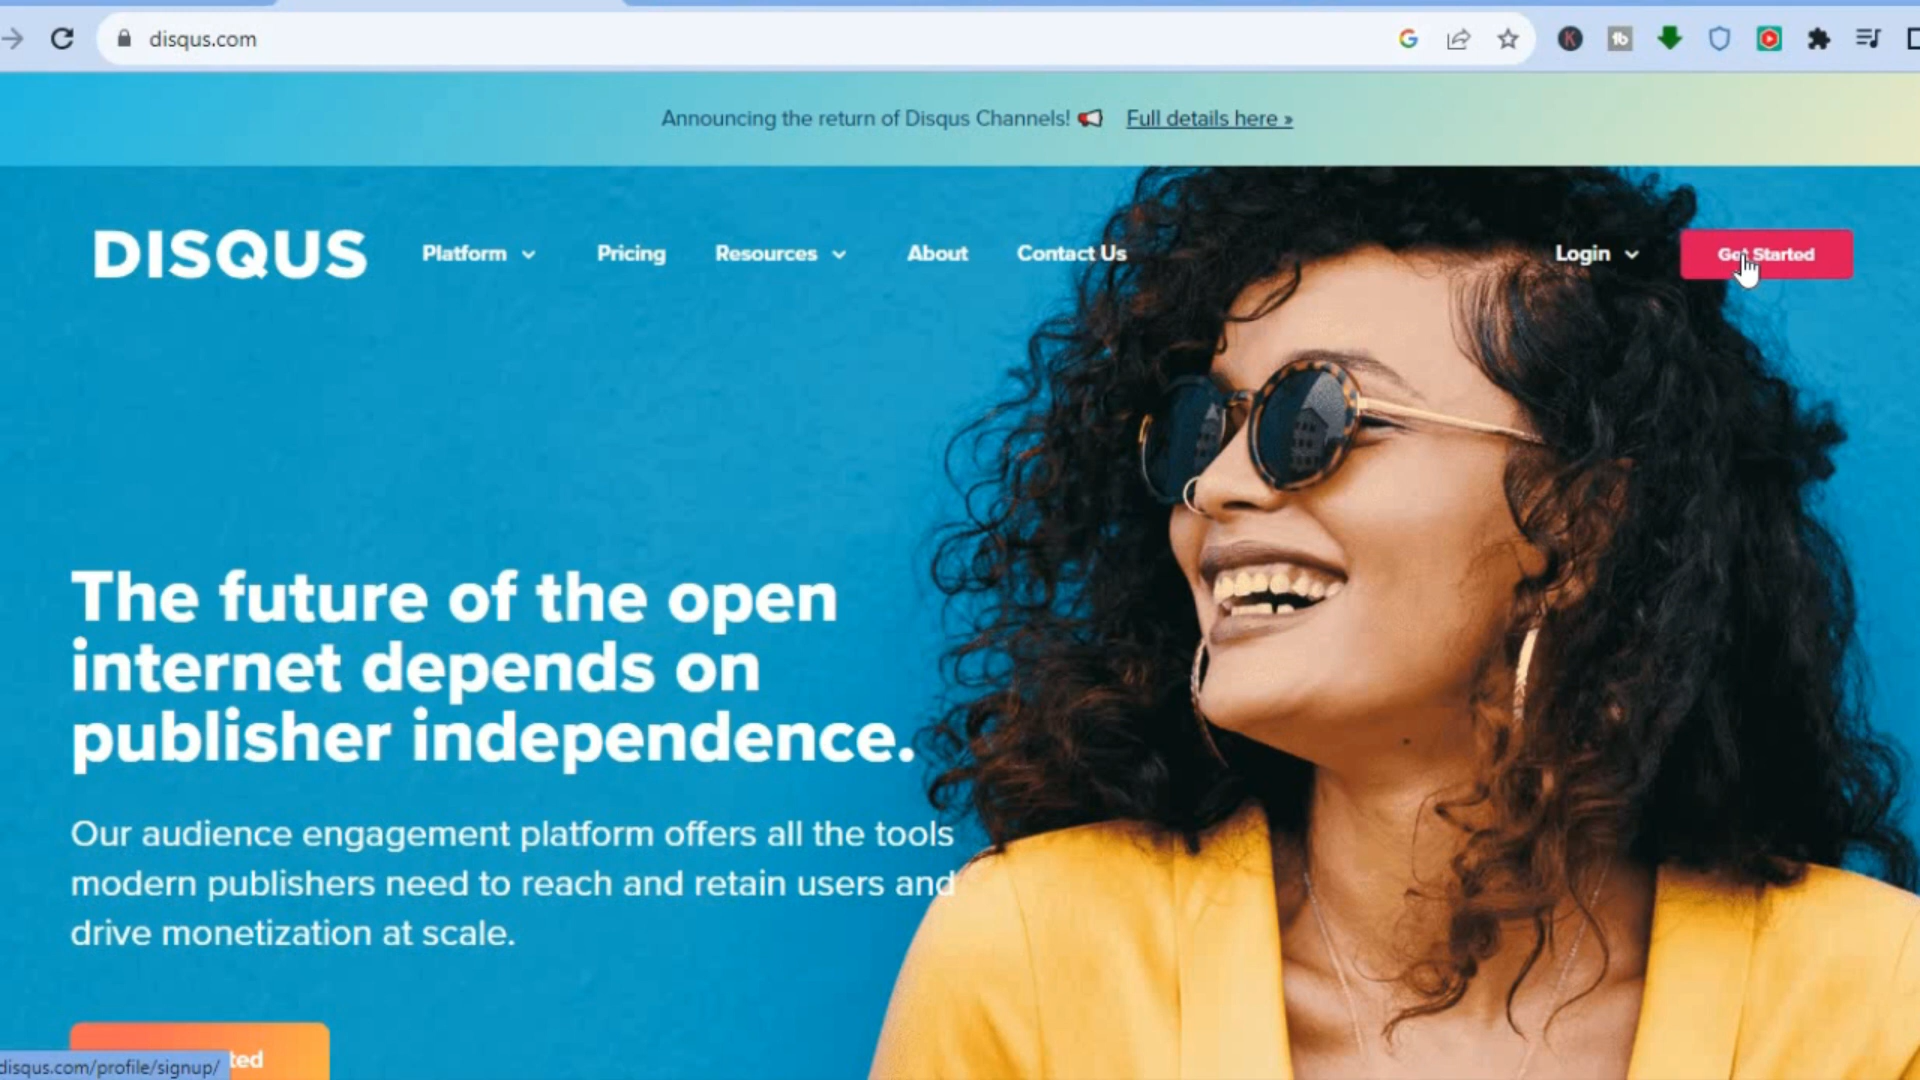 disqus.com
Announcing the return of Disqus Channels! Full details here »
DISQUS Platform Pricing Resources About Contact Us Login Get Started
The future of the open
internet depends on
publisher independence.
Our audience engagement platform offers all the tools
modern publishers need to reach and retain users and
drive monetization at scale.
ted
disqus.com/profile/signup/